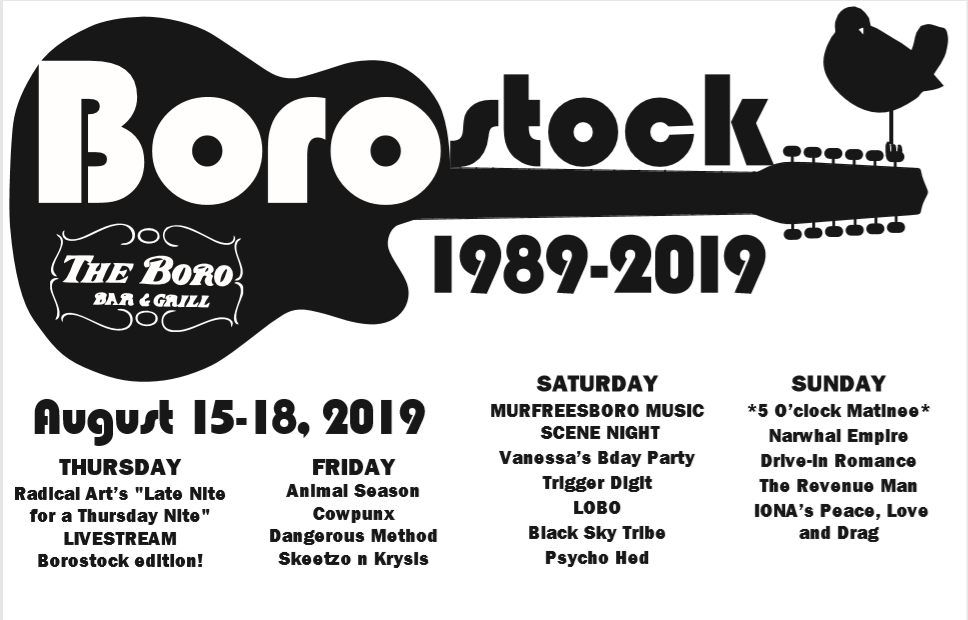 Borostock
THE BORO
BAR & GRILL
1989-2019
August 15-18, 2019
THURSDAY
Radical Art's "Late Nite
for a Thursday Nite"
LIVESTREAM
Borostock edition!
FRIDAY
Animal Season
Cowpunx
Dangerous Method
Skeetzo n Krysis
SATURDAY
MURFREESBORO MUSIC
SCENE NIGHT
Vanessa's Bday Party
Trigger Digit
LOBO
Black Sky Tribe
Psycho Hed
SUNDAY
*5 O'clock Matinee*
Narwhal Empire
Drive-In Romance
The Revenue Man
IONA's Peace, Love
and Drag